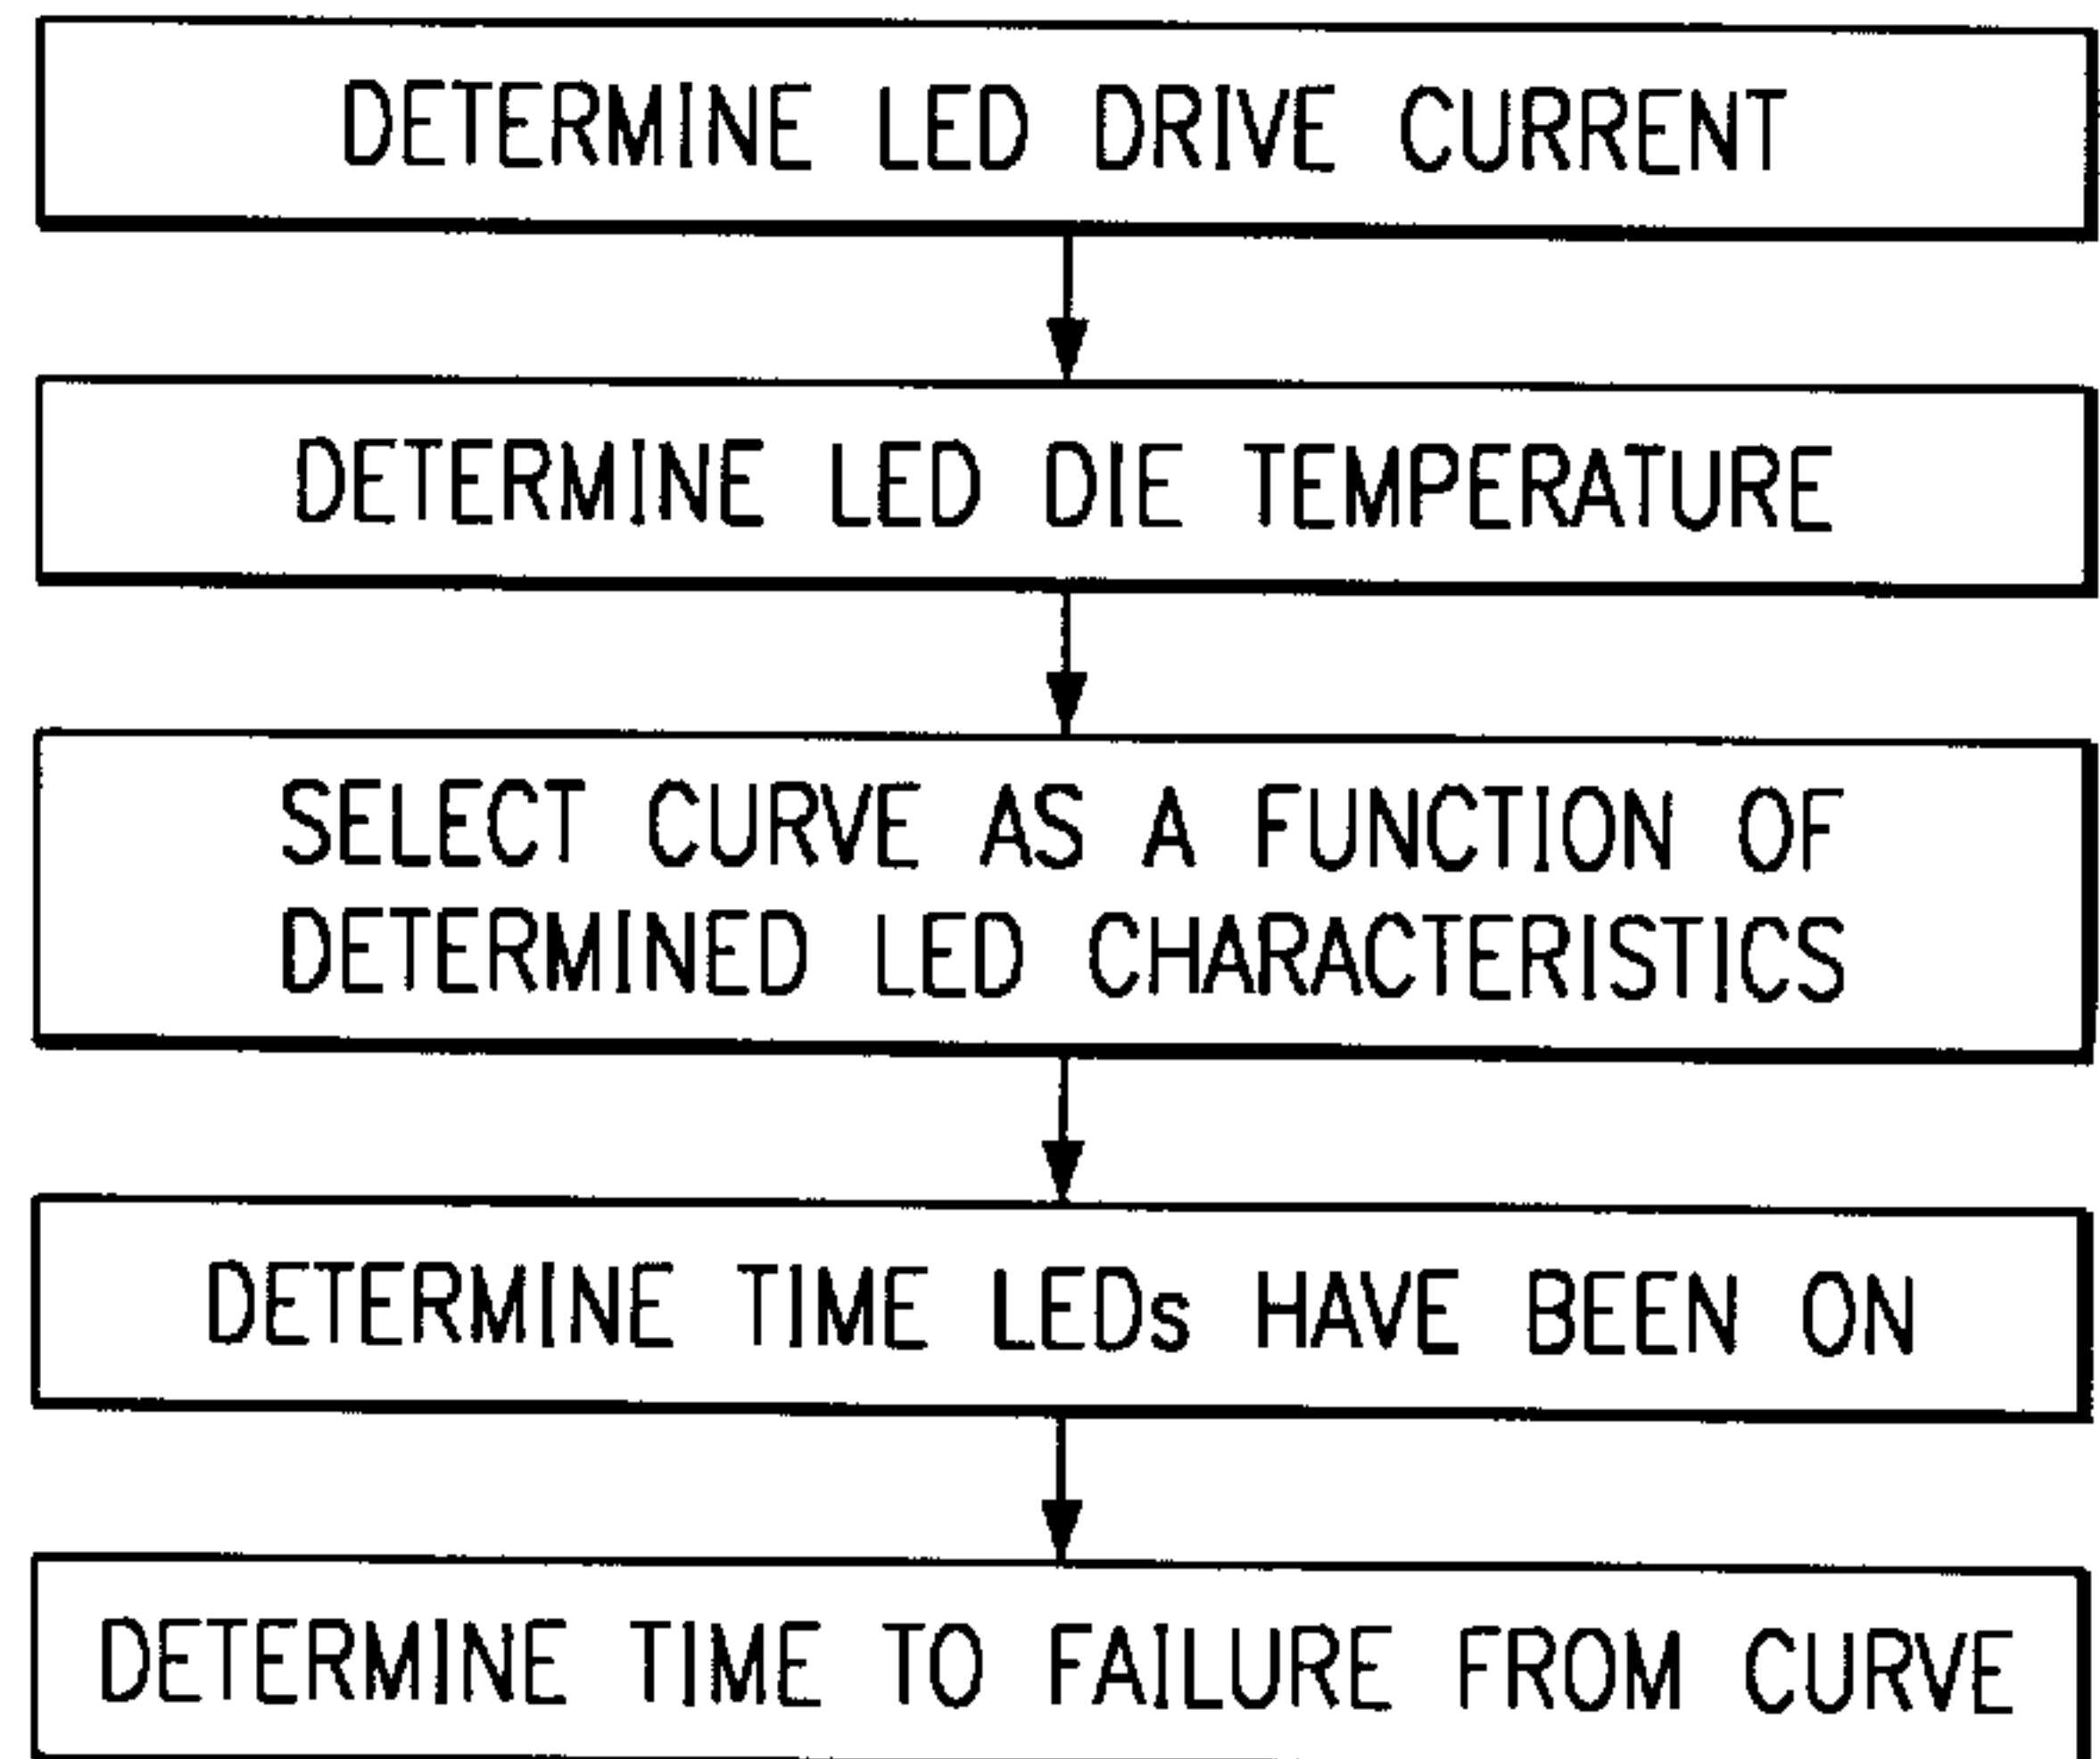 DETERMINE LED DRIVE CURRENT
DETERMINE LED DIE TEMPERATURE
SELECT CURVE AS A FUNCTION OF
DETERMINED LED CHARACTERISTICS
DETERMINE TIME LEDs HAVE BEEN ON
DETERMINE TIME TO FAILURE FROM CURVE